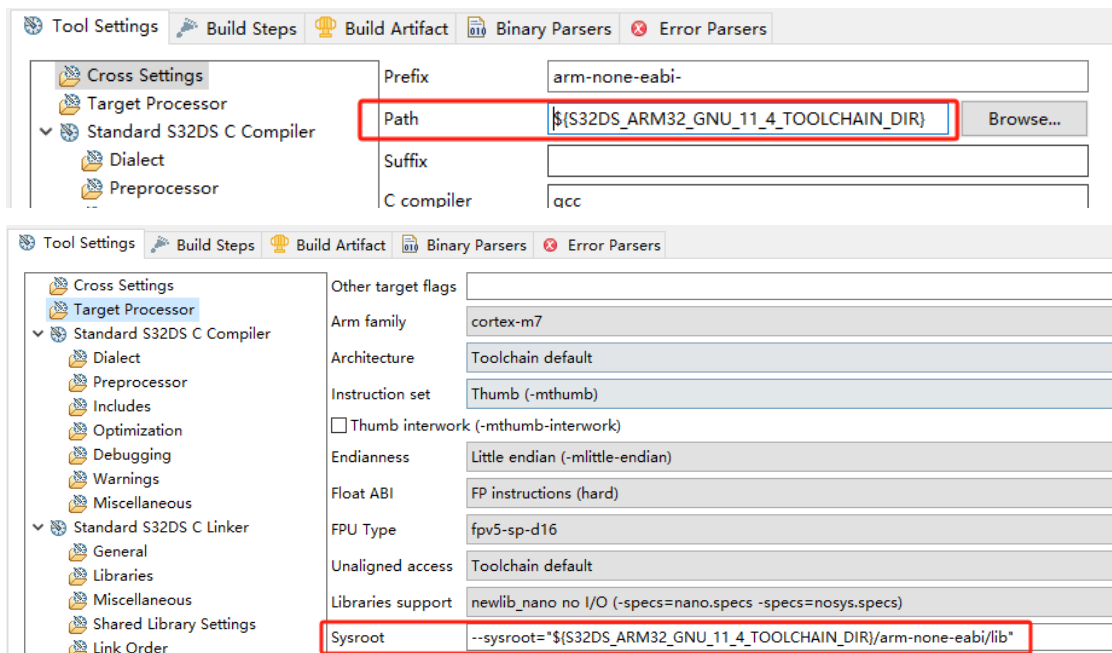 Tool Settings Build Steps Build Artifact Binary Parsers Error Parsers
Cross Settings
Target Processor
Standard S32DS C Compiler
Dialect
Preprocessor
Prefix arm-none-eabi-
Path ${S32DS_ARM32_GNU_11_4_TOOLCHAIN_DIR} Browse...
Suffix
C compiler gcc
Tool Settings Build Steps Build Artifact Binary Parsers Error Parsers
Cross Settings
Target Processor
Standard S32DS C Compiler
Dialect
Preprocessor
Includes
Optimization
Debugging
Warnings
Miscellaneous
Standard S32DS C Linker
General
Libraries
Miscellaneous
Shared Library Settings
Link Order
Other target flags
Arm family cortex-m7
Architecture Toolchain default
Instruction set Thumb (-mthumb)
Thumb interwork (-mthumb-interwork)
Endianness Little endian (-mlittle-endian)
Float ABI FP instructions (hard)
FPU Type fpv5-sp-d16
Unaligned access Toolchain default
Libraries support newlib_nano no I/O (-specs=nano.specs -specs=nosys.specs)
Sysroot --sysroot="${S32DS_ARM32_GNU_11_4_TOOLCHAIN_DIR}/arm-none-eabi/lib"